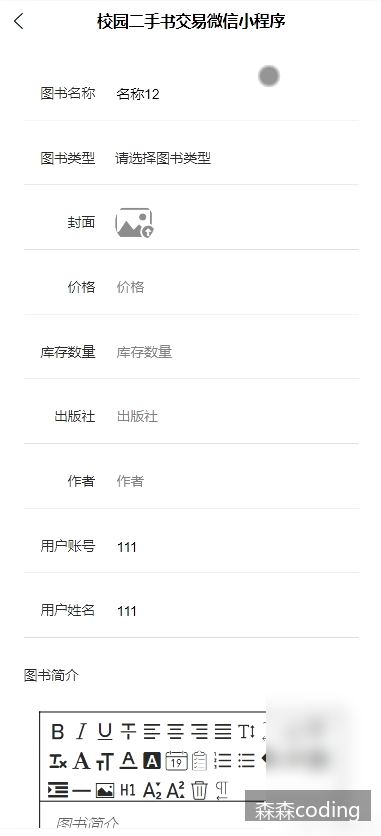 校园二手书交易微信小程序
图书名称 名称12
图书类型 请选择图书类型
封面
价格 价格
库存数量 库存数量
出版社 出版社
作者 作者
用户账号 111
用户姓名 111
图书简介
图书简介
森森coding